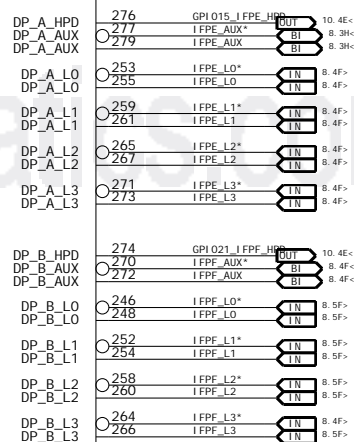 DP_A_HPD 276 GPIO15_IFPE_HPD OUT 10.4E<
DP_A_AUX 277 IFPE_AUX* BI 8.3H<
DP_A_AUX 279 IFPE_AUX BI 8.3H<
DP_A_L0 253 IFPE_L0* IN 8.4F>
DP_A_L0 255 IFPE_L0 IN 8.4F>
DP_A_L1 259 IFPE_L1* IN 8.4F>
DP_A_L1 261 IFPE_L1 IN 8.4F>
DP_A_L2 265 IFPE_L2* IN 8.4F>
DP_A_L2 267 IFPE_L2 IN 8.4F>
DP_A_L3 271 IFPE_L3* IN 8.4F>
DP_A_L3 273 IFPE_L3 IN 8.4F>
DP_B_HPD 274 GPIO21_IFPF_HPD OUT 10.4E<
DP_B_AUX 270 IFPF_AUX* BI 8.4F<
DP_B_AUX 272 IFPF_AUX BI 8.4F<
DP_B_L0 246 IFPF_L0* IN 8.5F>
DP_B_L0 248 IFPF_L0 IN 8.5F>
DP_B_L1 252 IFPF_L1* IN 8.5F>
DP_B_L1 254 IFPF_L1 IN 8.5F>
DP_B_L2 258 IFPF_L2* IN 8.5F>
DP_B_L2 260 IFPF_L2 IN 8.5F>
DP_B_L3 264 IFPF_L3* IN 8.4F>
DP_B_L3 266 IFPF_L3 IN 8.5F>